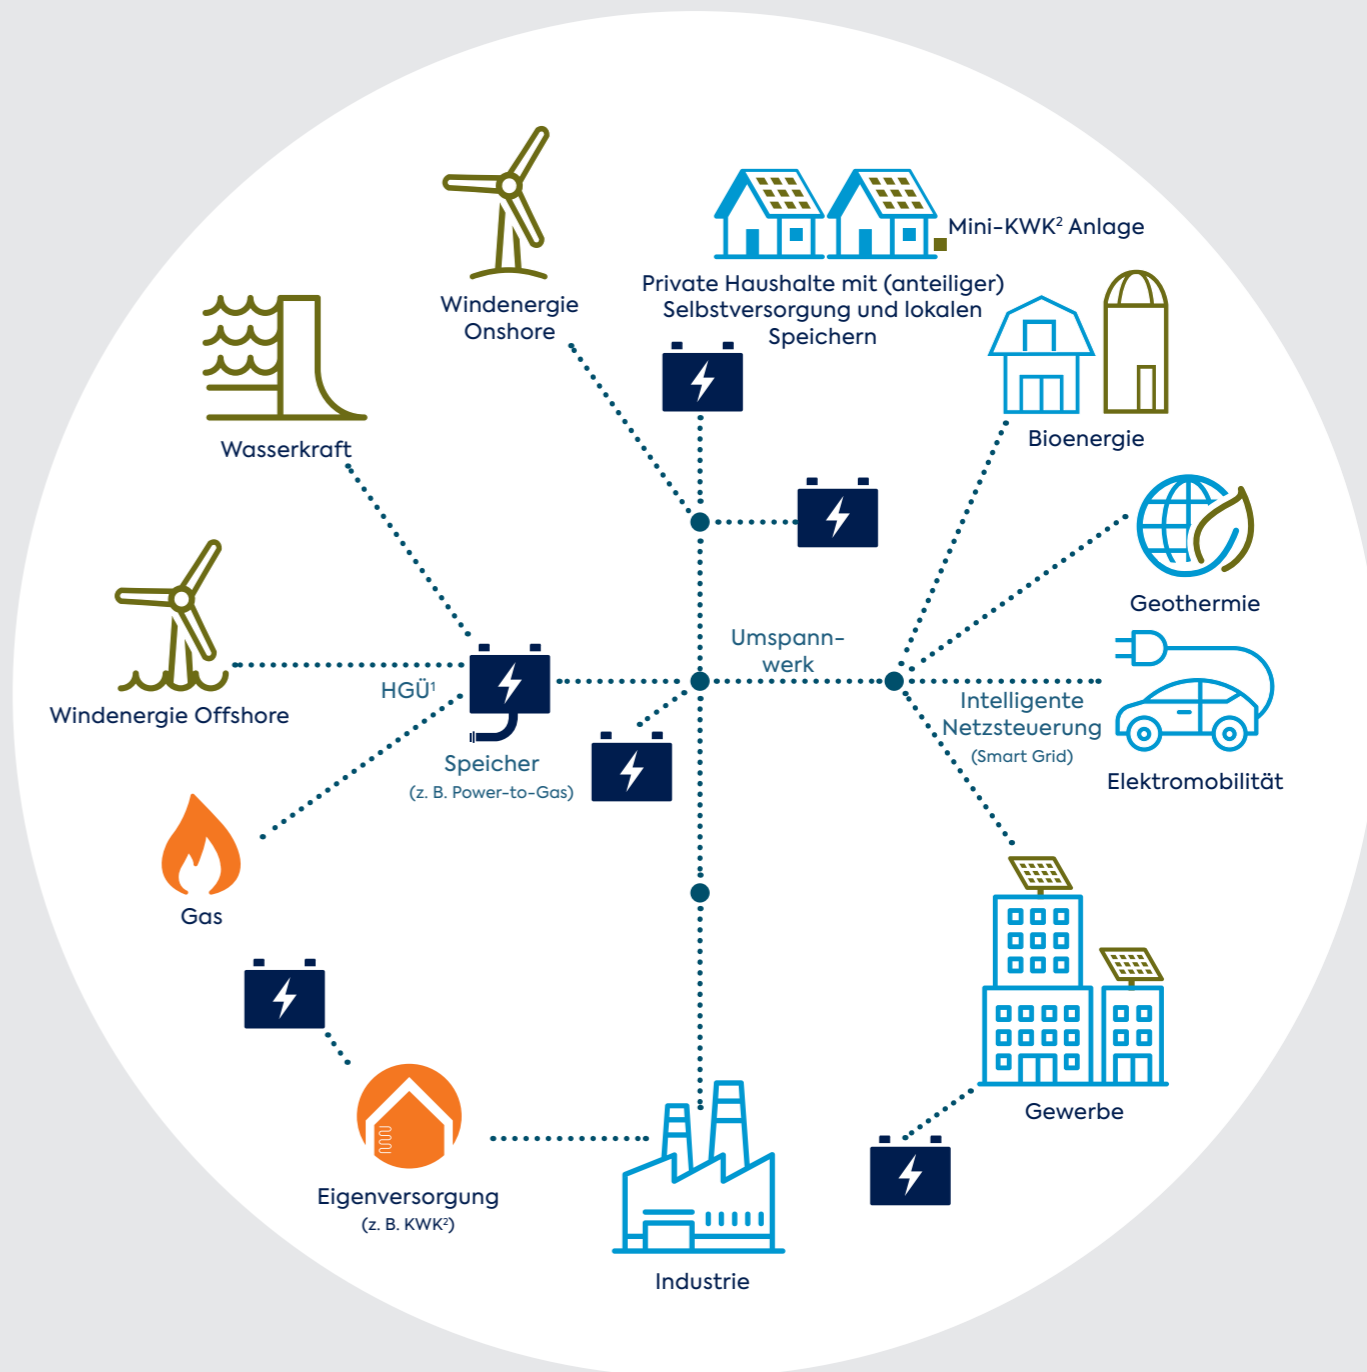 Mini-KWK² Anlage
Private Haushalte mit (anteiliger)
Selbstversorgung und lokalen
Speichern
Windenergie
Onshore
Wasserkraft
Bioenergie
Geothermie
Umspann-
werk
HGÜ¹
Windenergie Offshore
Intelligente
Netzsteuerung
(Smart Grid)
Speicher
(z. B. Power-to-Gas)
Elektromobilität
Gas
Gewerbe
Eigenversorgung
(z. B. KWK²)
Industrie